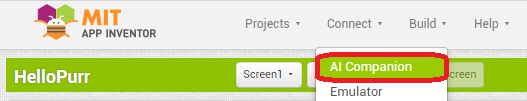 MIT
APP INVENTOR
Projects Connect Build Help
HelloPurr Screen1 AI Companion Screen
Emulator